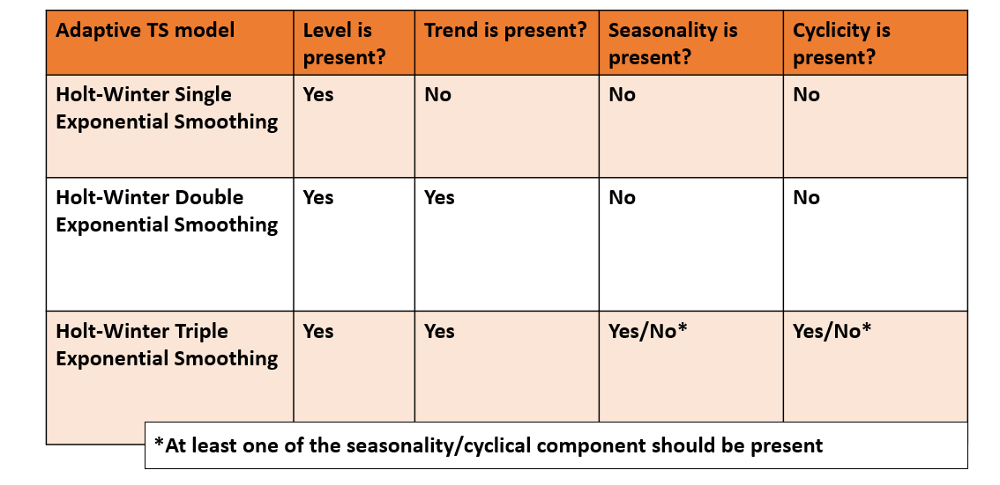 Adaptive TS model
Level is
present?
Trend is present?
Seasonality is
present?
Cyclicity is
present?
Holt-Winter Single
Exponential Smoothing
Yes
No
No
No
Holt-Winter Double
Exponential Smoothing
Yes
Yes
No
No
Holt-Winter Triple
Exponential Smoothing
Yes
Yes
Yes/No*
Yes/No*
*At least one of the seasonality/cyclical component should be present